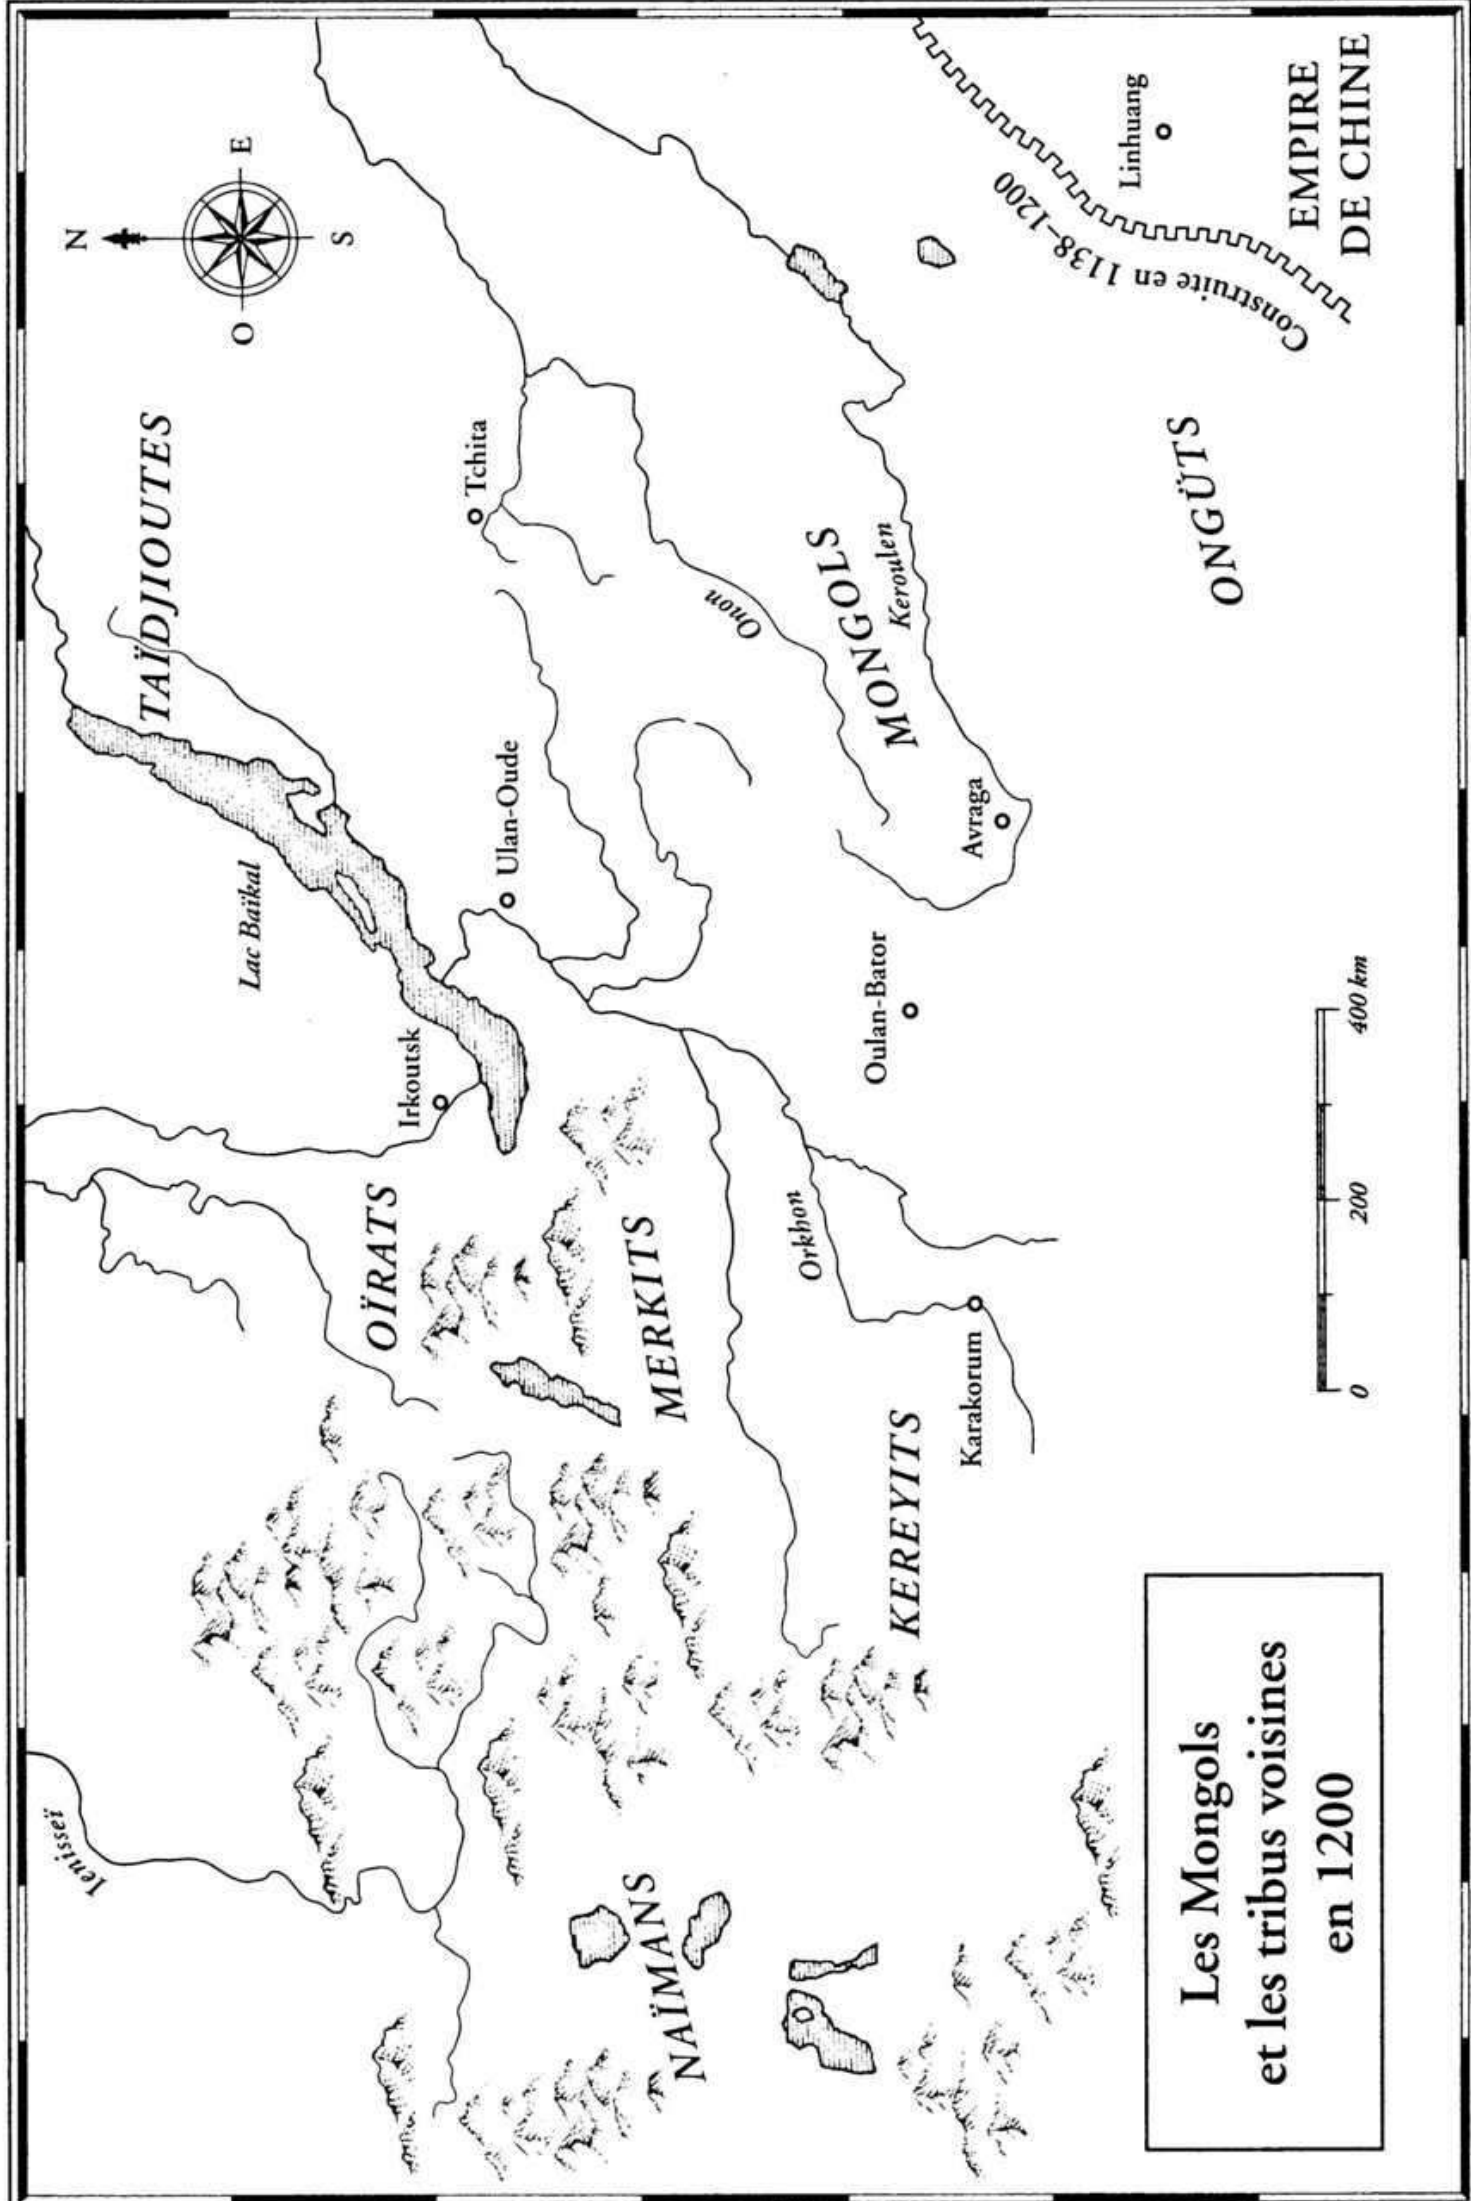 N
O
E
S
Ienisseï
TAÏDJIOUTES
Lac Baïkal
Irkoutsk
OÏRATS
Tchita
Ulan-Oude
MERKITS
NAÏMANS
Onon
MONGOLS
Keroulen
Orkhon
Oulan-Bator
KEREYITS
Karakorum
Avraga
ONGÜTS
Construite en 1138–1200
Linhuang
EMPIRE
DE CHINE
0
200
400 km
Les Mongols
et les tribus voisines
en 1200